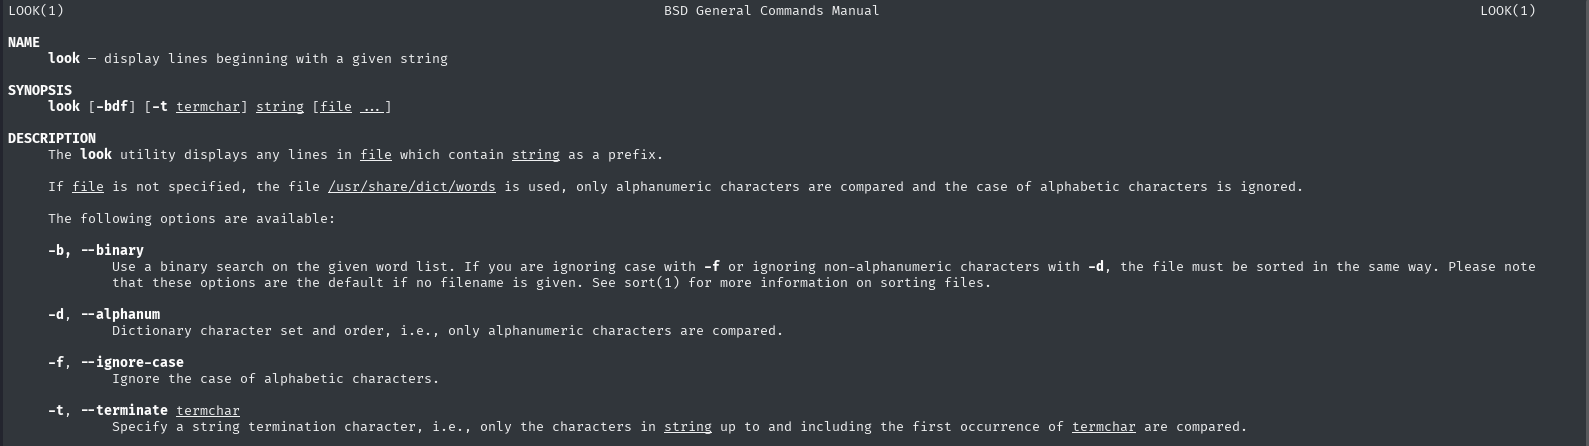 LOOK(1) BSD General Commands Manual LOOK(1)
NAME
look — display lines beginning with a given string
SYNOPSIS
look [-bdf] [-t termchar] string [file ...]
DESCRIPTION
The look utility displays any lines in file which contain string as a prefix.
If file is not specified, the file /usr/share/dict/words is used, only alphanumeric characters are compared and the case of alphabetic characters is ignored.
The following options are available:
-b, --binary
Use a binary search on the given word list. If you are ignoring case with -f or ignoring non-alphanumeric characters with -d, the file must be sorted in the same way. Please note
that these options are the default if no filename is given. See sort(1) for more information on sorting files.
-d, --alphanum
Dictionary character set and order, i.e., only alphanumeric characters are compared.
-f, --ignore-case
Ignore the case of alphabetic characters.
-t, --terminate termchar
Specify a string termination character, i.e., only the characters in string up to and including the first occurrence of termchar are compared.